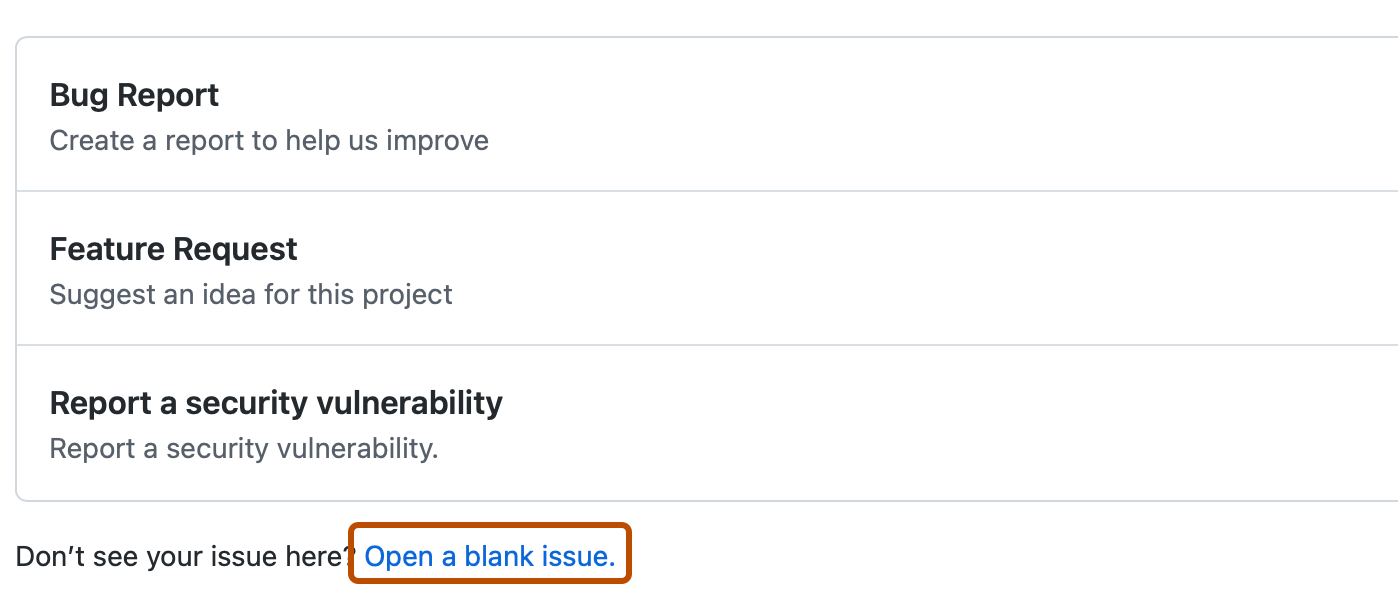 Bug Report
Create a report to help us improve
Feature Request
Suggest an idea for this project
Report a security vulnerability
Report a security vulnerability.
Don’t see your issue here? Open a blank issue.